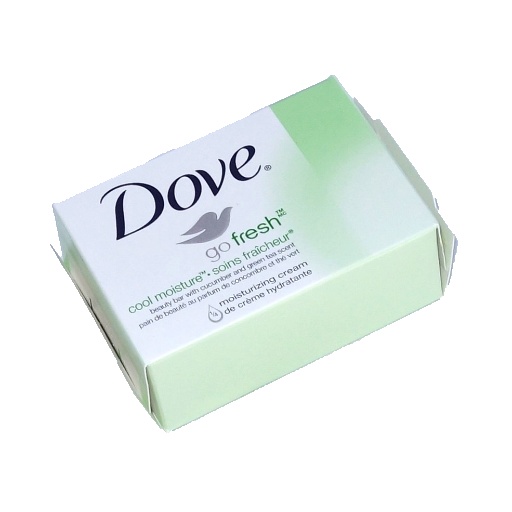 Dove®
go fresh™ MC
cool moisture™ • soins fraîcheur®
beauty bar with cucumber and green tea scent
pain de beauté au parfum de concombre et thé vert
1/4 moisturizing cream
de crème hydratante